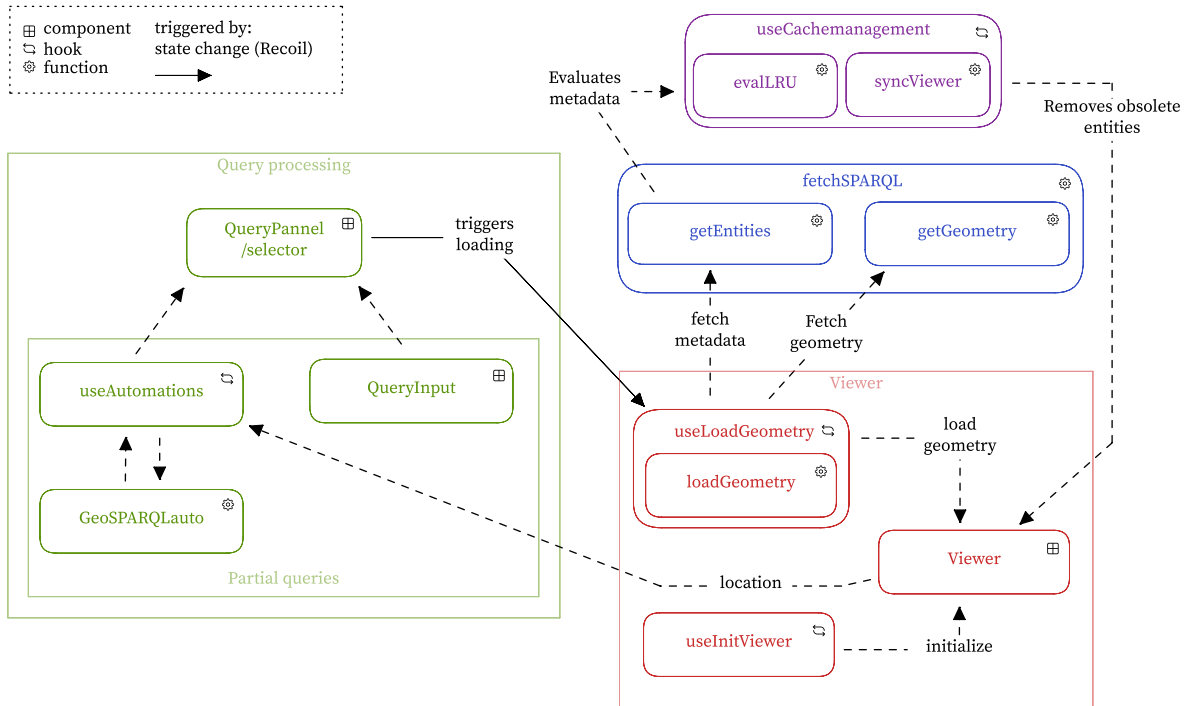 component
hook
function
triggered by:
state change (Recoil)
useCachemanagement
evalLRU
syncViewer
Evaluates
metadata
Removes obsolete
entities
Query processing
QueryPannel
/selector
triggers
loading
fetchSPARQL
getEntities
getGeometry
fetch
metadata
Fetch
geometry
useAutomations
QueryInput
GeoSPARQLauto
Partial queries
Viewer
useLoadGeometry
loadGeometry
load
geometry
Viewer
location
useInitViewer
initialize